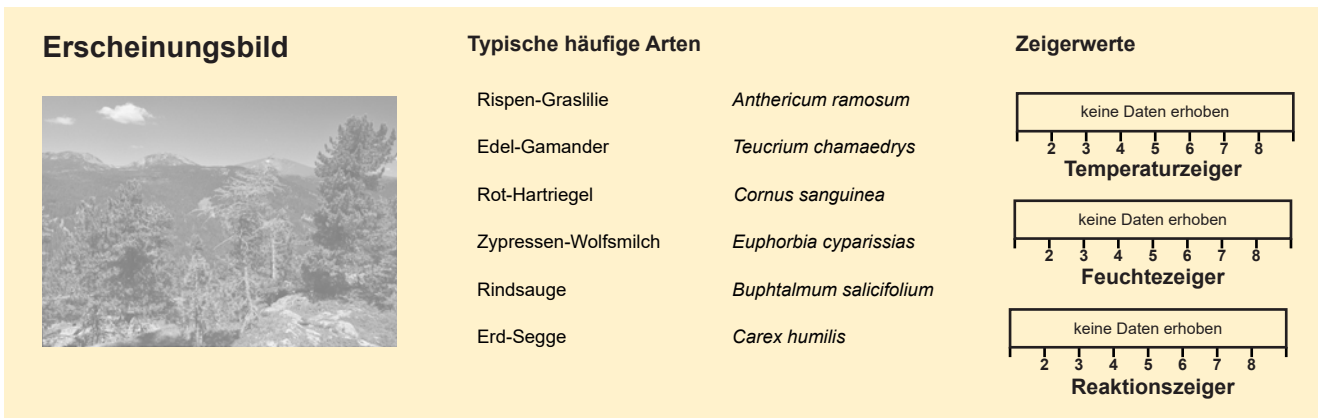 Erscheinungsbild
Typische häufige Arten
Rispen-Graslilie Anthericum ramosum
Edel-Gamander Teucrium chamaedrys
Rot-Hartriegel Cornus sanguinea
Zypressen-Wolfsmilch Euphorbia cyparissias
Rindsauge Buphtalmum salicifolium
Erd-Segge Carex humilis
Zeigerwerte
keine Daten erhoben
2 3 4 5 6 7 8
Temperaturzeiger
keine Daten erhoben
2 3 4 5 6 7 8
Feuchtezeiger
keine Daten erhoben
2 3 4 5 6 7 8
Reaktionszeiger